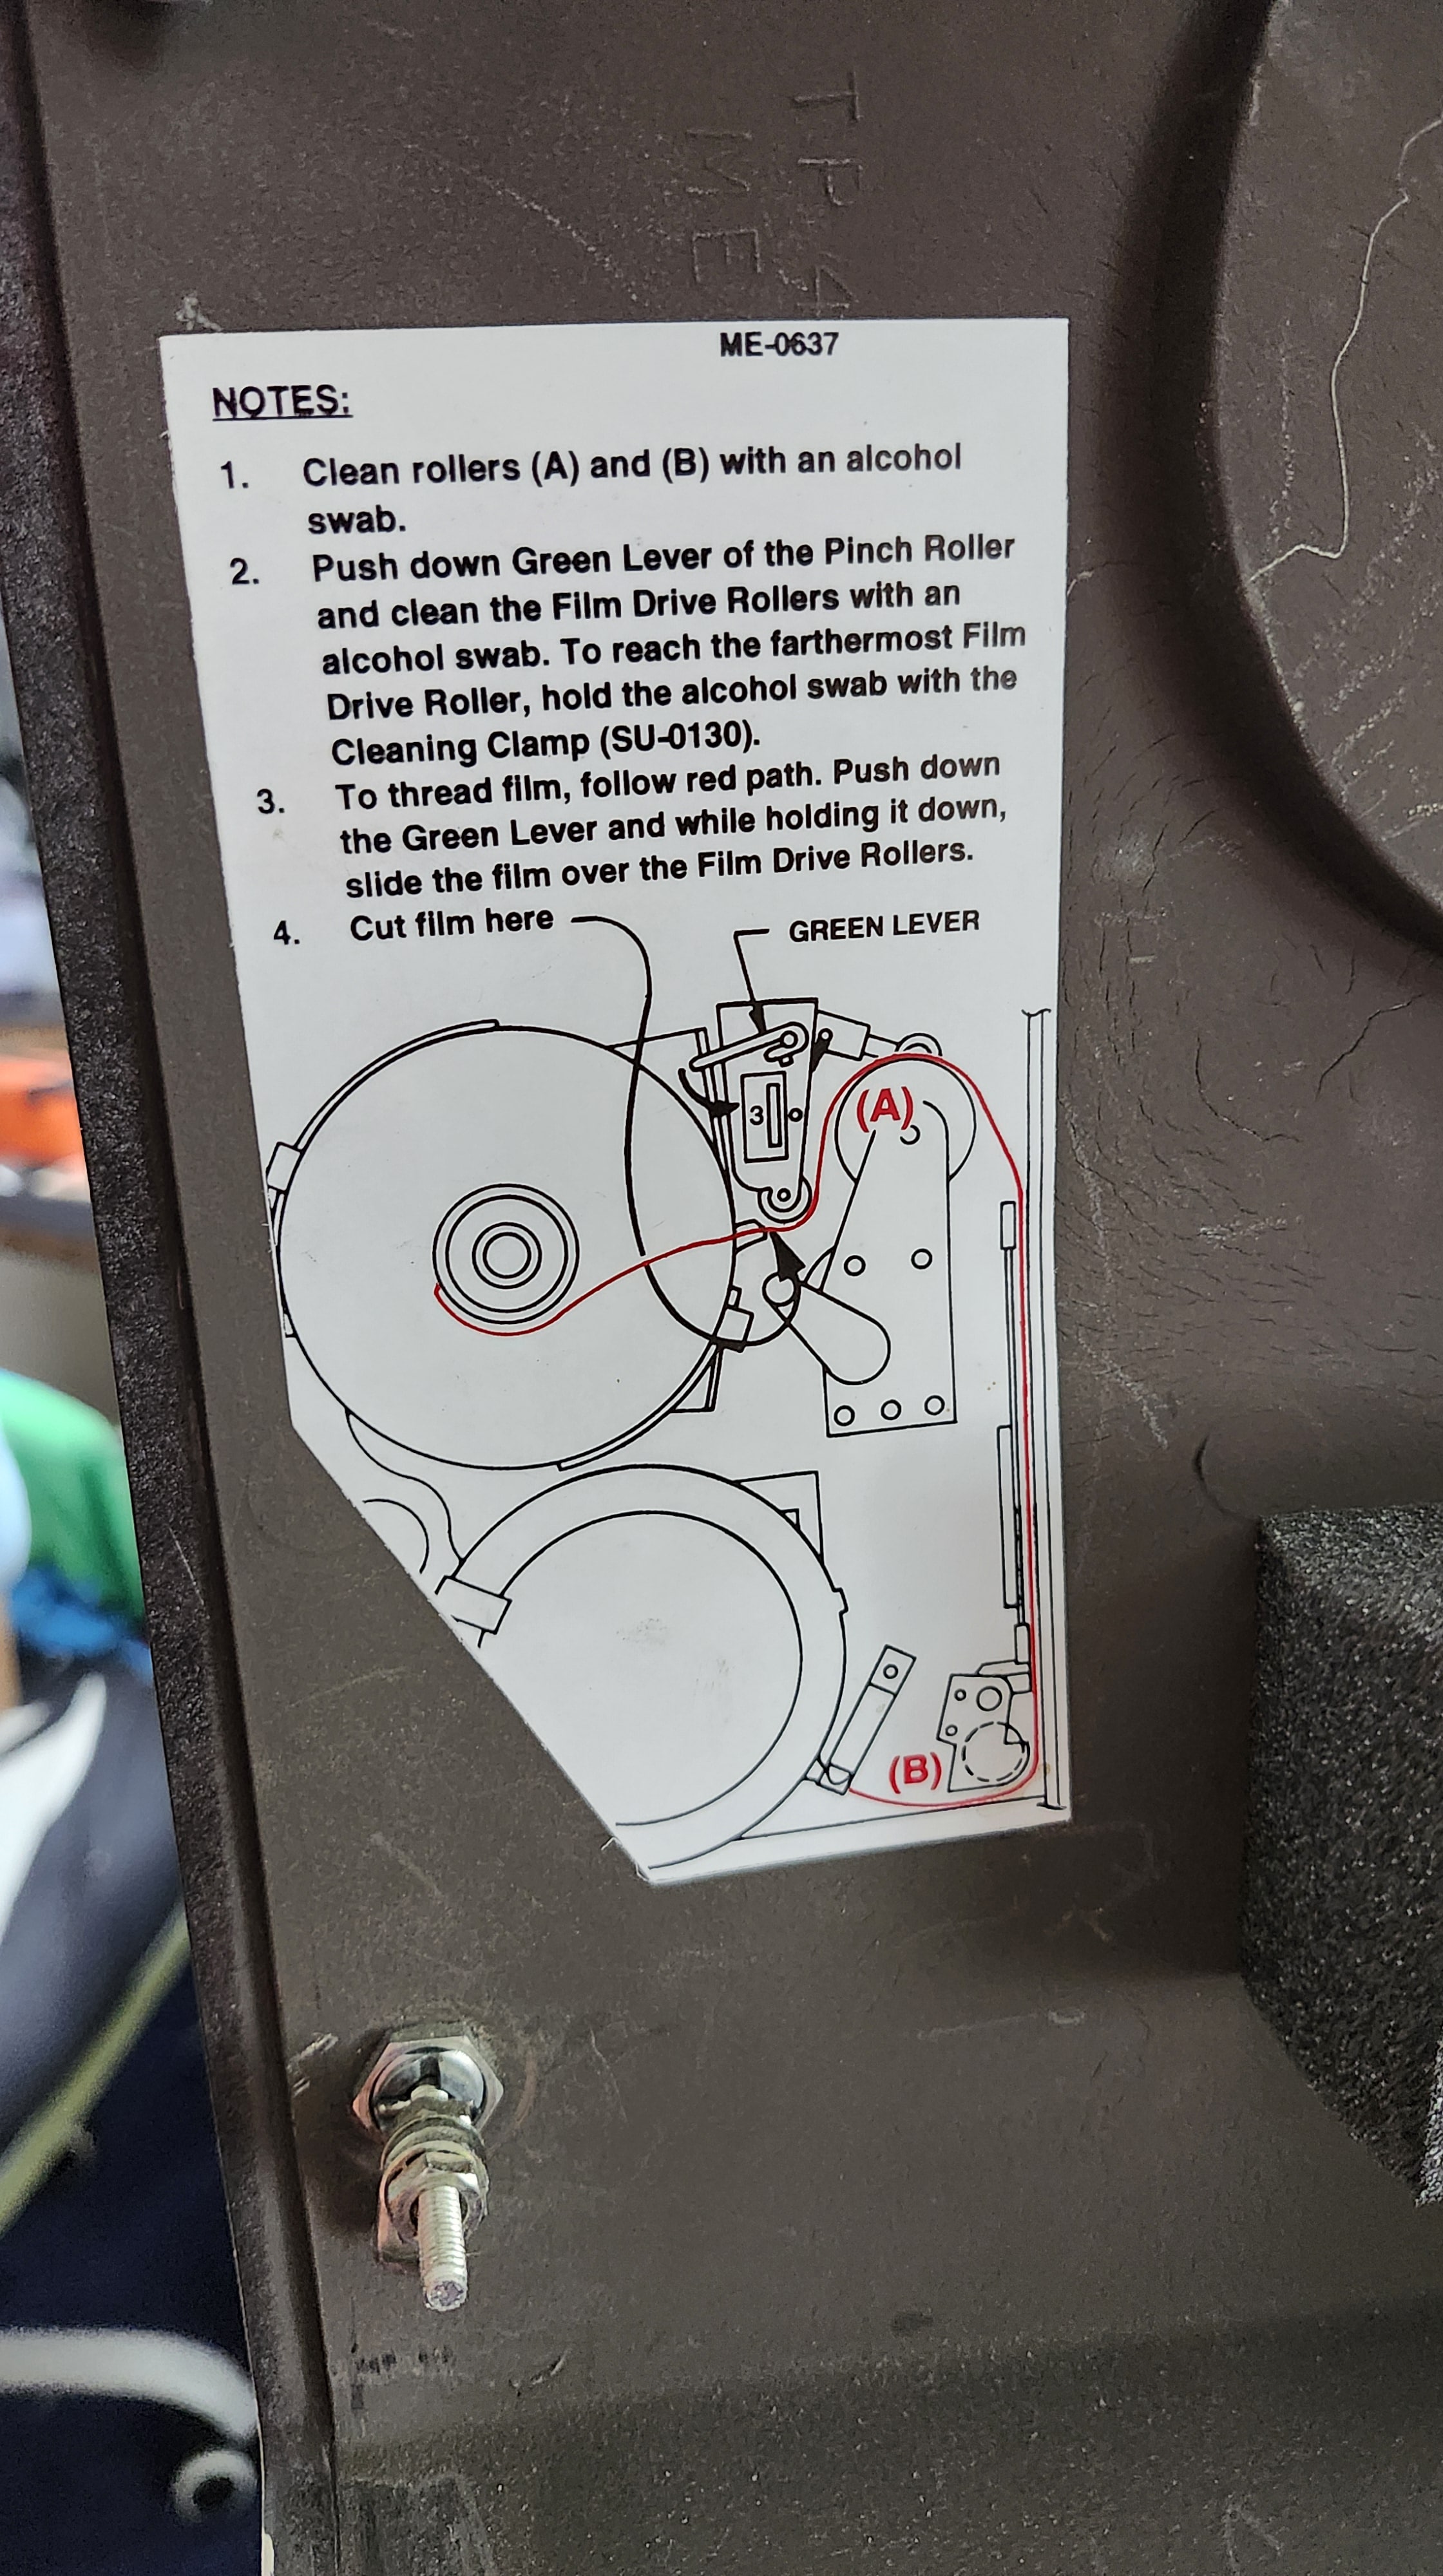 TP4
ME
ME-0637
NOTES:
1. Clean rollers (A) and (B) with an alcohol
swab.
2. Push down Green Lever of the Pinch Roller
and clean the Film Drive Rollers with an
alcohol swab. To reach the farthermost Film
Drive Roller, hold the alcohol swab with the
Cleaning Clamp (SU-0130).
3. To thread film, follow red path. Push down
the Green Lever and while holding it down,
slide the film over the Film Drive Rollers.
4. Cut film here
GREEN LEVER
3
(A)
(B)